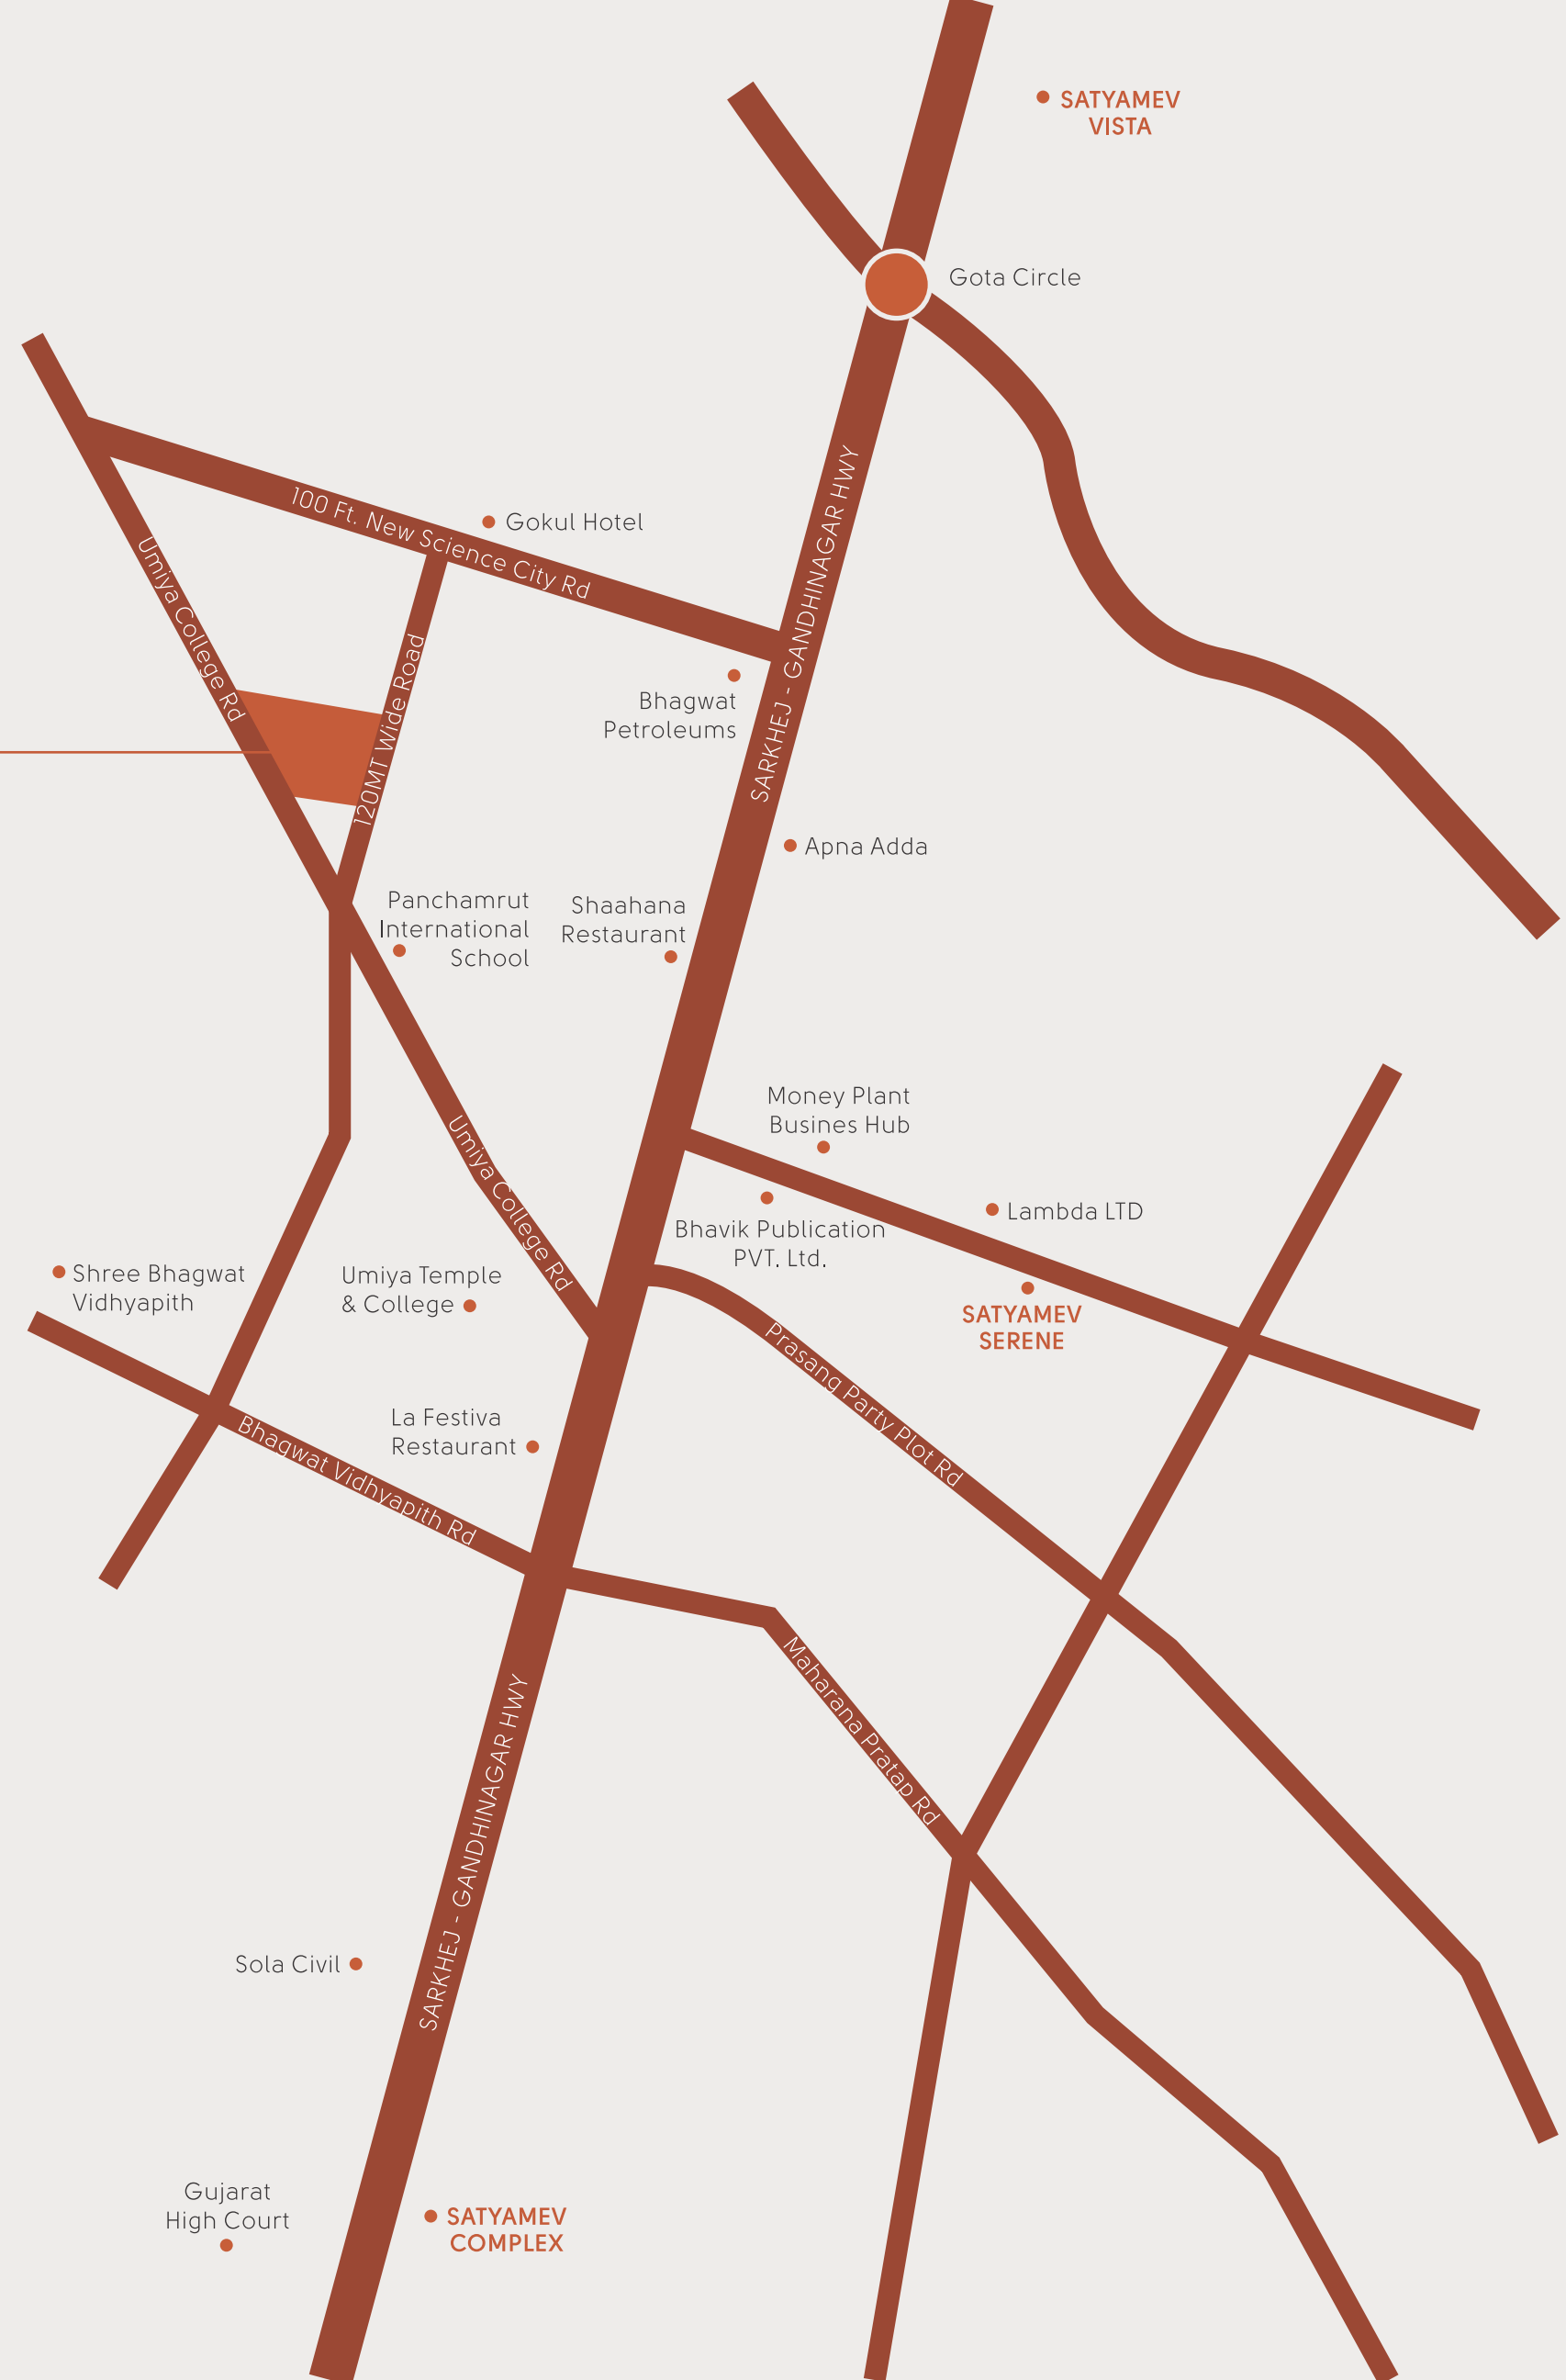 SATYAMEV
VISTA
Gota Circle
100 Ft. New Science City Rd
Gokul Hotel
SARKHEJ - GANDHINAGAR HWY
Umiya College Rd
120MT Wide Road
Bhagwat
Petroleums
Apna Adda
Panchamrut
International
School
Shaahana
Restaurant
Money Plant
Busines Hub
Umiya College Rd
Bhavik Publication
PVT. Ltd.
Lambda LTD
Shree Bhagwat
Vidhyapith
Umiya Temple
& College
SATYAMEV
SERENE
Prasang Party Plot Rd
La Festiva
Restaurant
Bhagwat Vidhyapith Rd
Maharana Pratap Rd
SARKHEJ - GANDHINAGAR HWY
Sola Civil
Gujarat
High Court
SATYAMEV
COMPLEX